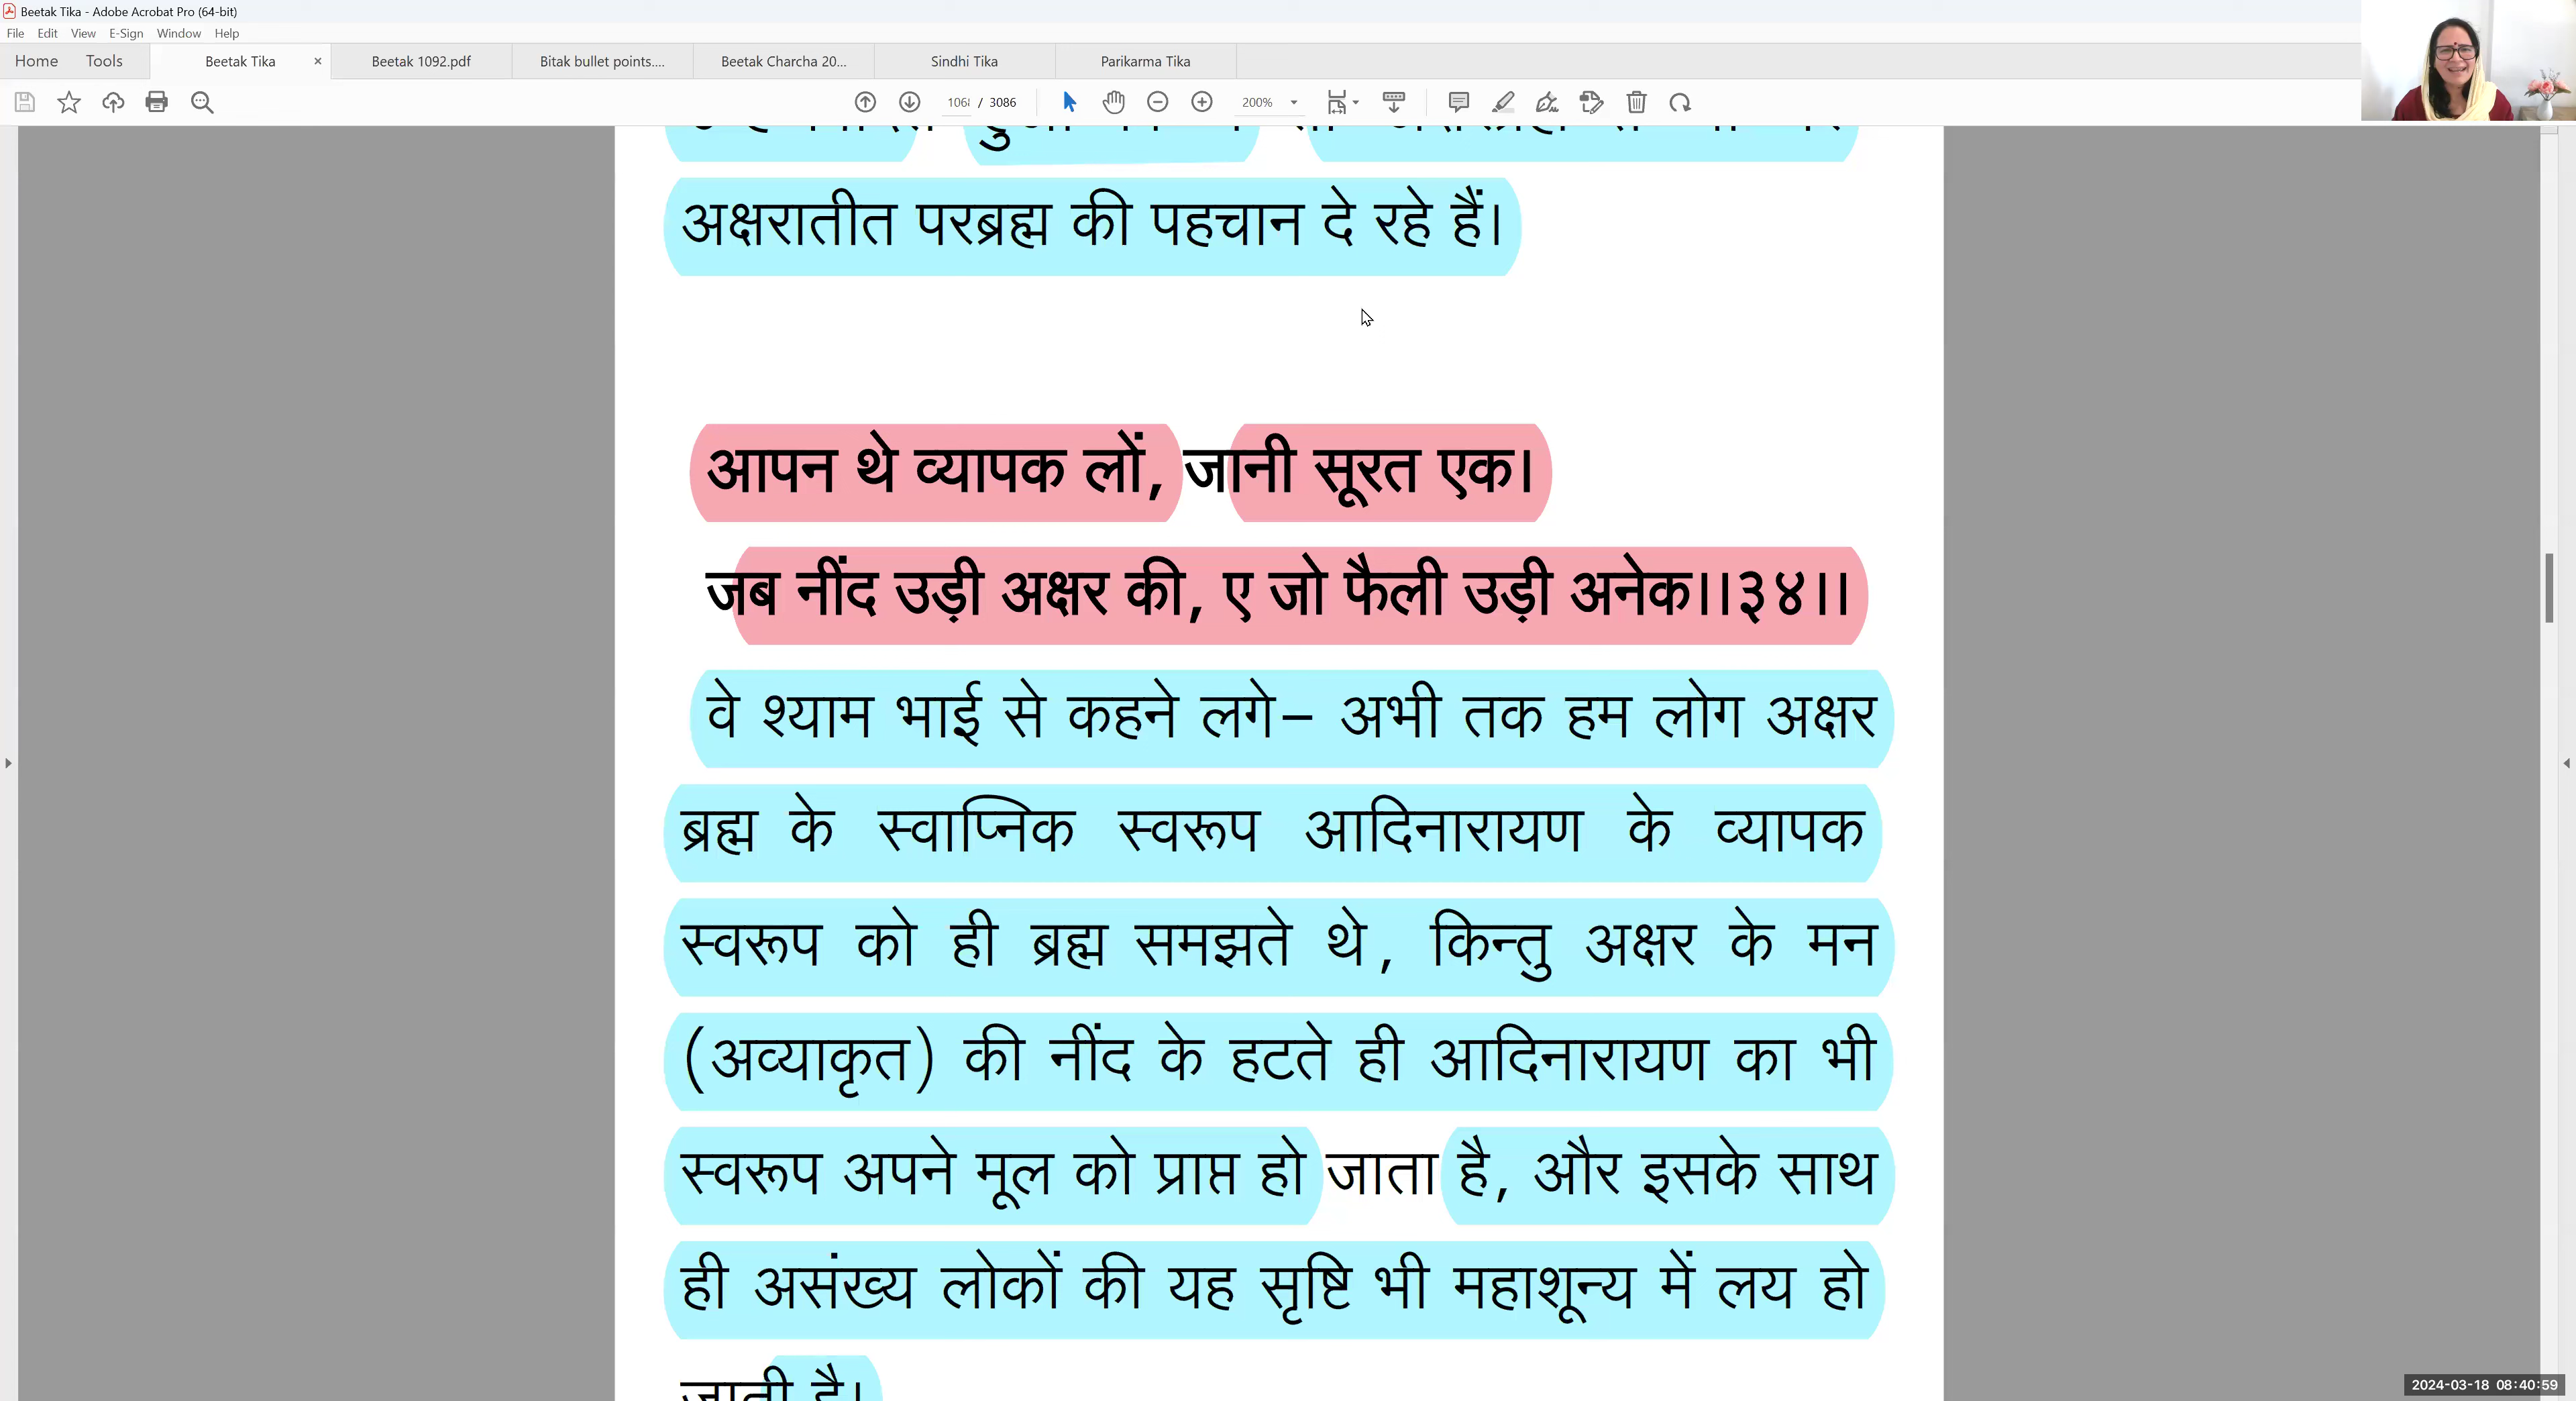 Beetak Tika - Adobe Acrobat Pro (64-bit)
File Edit View E-Sign Window Help
Home Tools Beetak Tika × Beetak 1092.pdf Bitak bullet points.... Beetak Charcha 20... Sindhi Tika Parikarma Tika
106 / 3086 200%
अक्षरातीत परब्रह्म की पहचान दे रहे हैं।
आपन थे व्यापक लों, जानी सूरत एक।
जब नींद उड़ी अक्षर की, ए जो फैली उड़ी अनेक।।३४।।
वे श्याम भाई से कहने लगे– अभी तक हम लोग अक्षर
ब्रह्म के स्वाप्निक स्वरूप आदिनारायण के व्यापक
स्वरूप को ही ब्रह्म समझते थे, किन्तु अक्षर के मन
(अव्याकृत) की नींद के हटते ही आदिनारायण का भी
स्वरूप अपने मूल को प्राप्त हो जाता है, और इसके साथ
ही असंख्य लोकों की यह सृष्टि भी महाशून्य में लय हो
जाती है।
2024-03-18 08:40:59